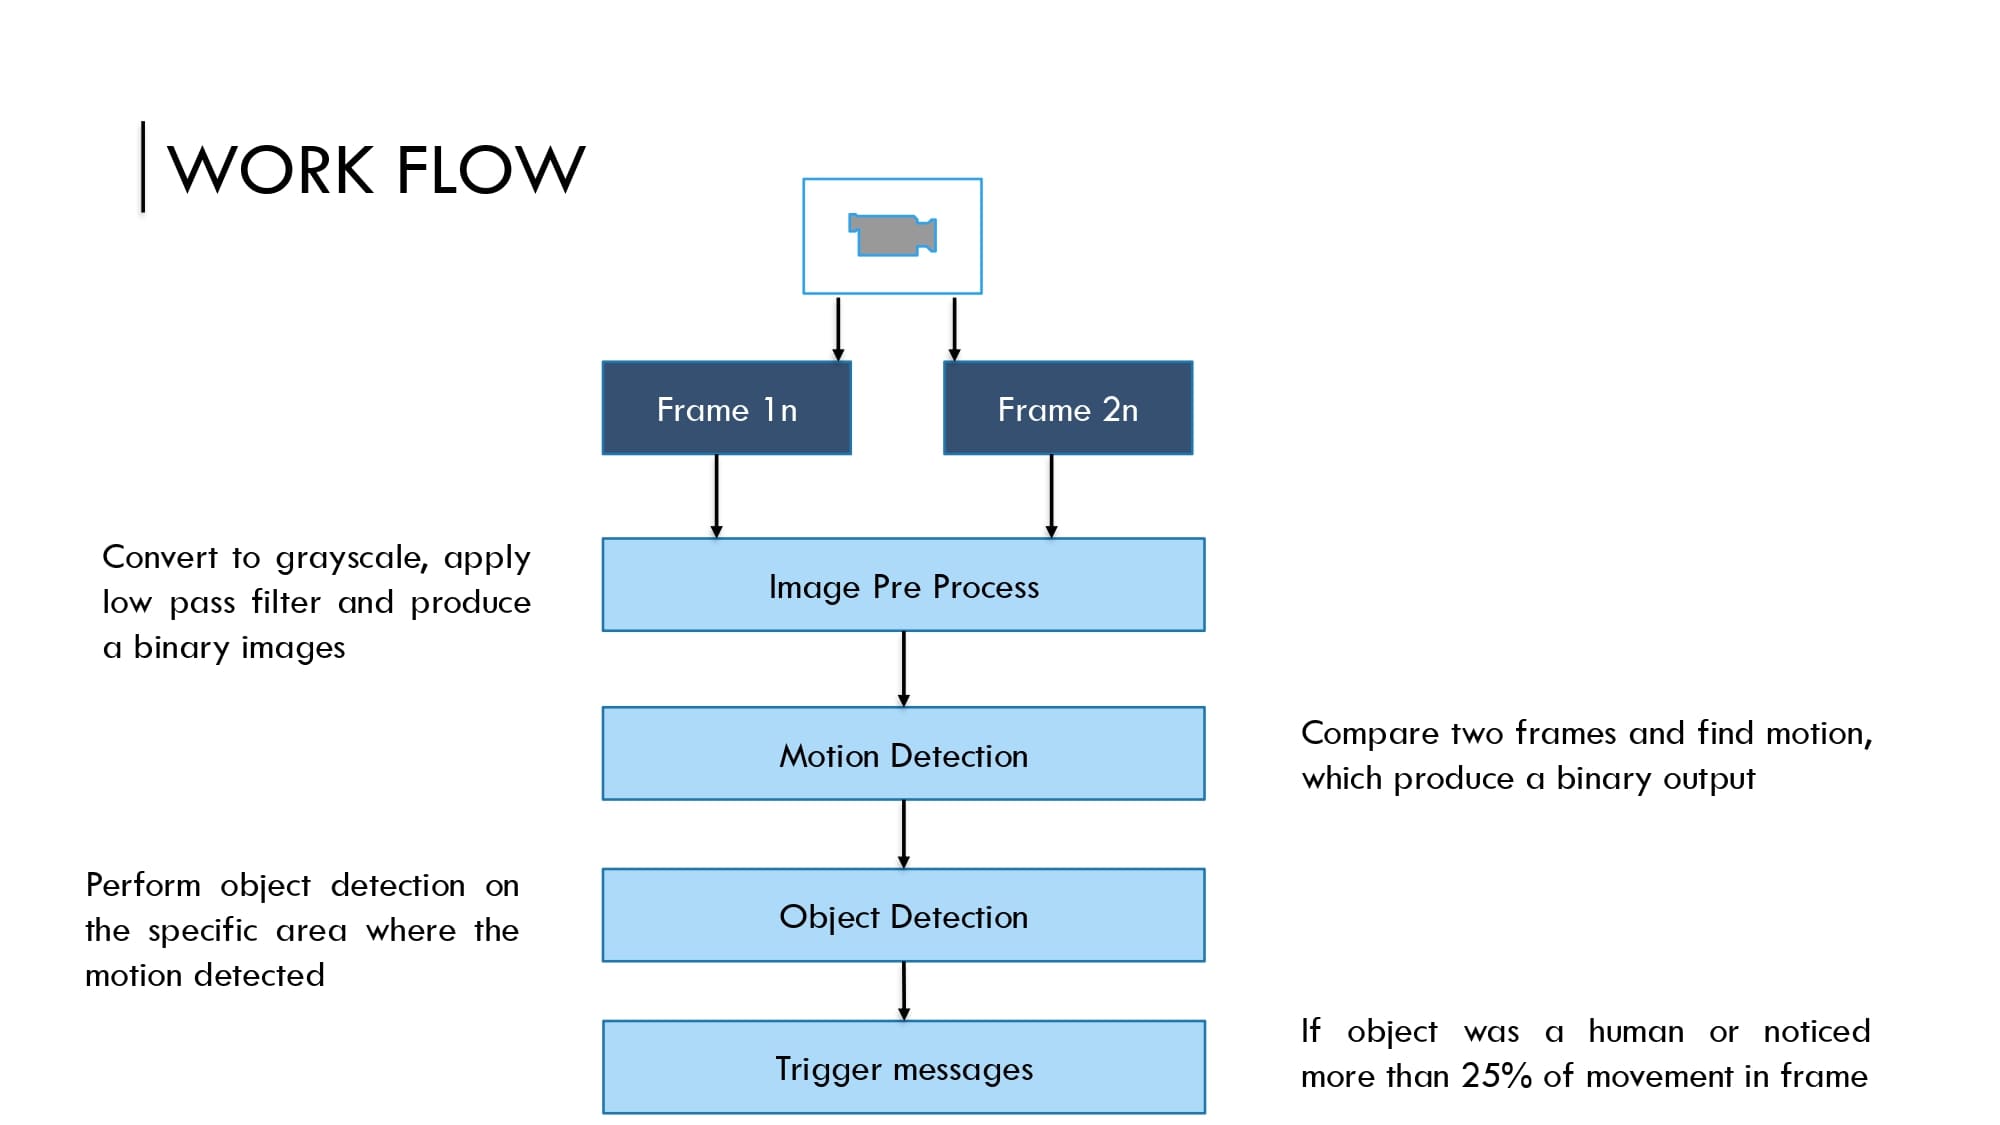 WORK FLOW
Frame 1n
Frame 2n
Convert to grayscale, apply
low pass filter and produce
a binary images
Image Pre Process
Motion Detection
Compare two frames and find motion,
which produce a binary output
Perform object detection on
the specific area where the
motion detected
Object Detection
Trigger messages
If object was a human or noticed
more than 25% of movement in frame